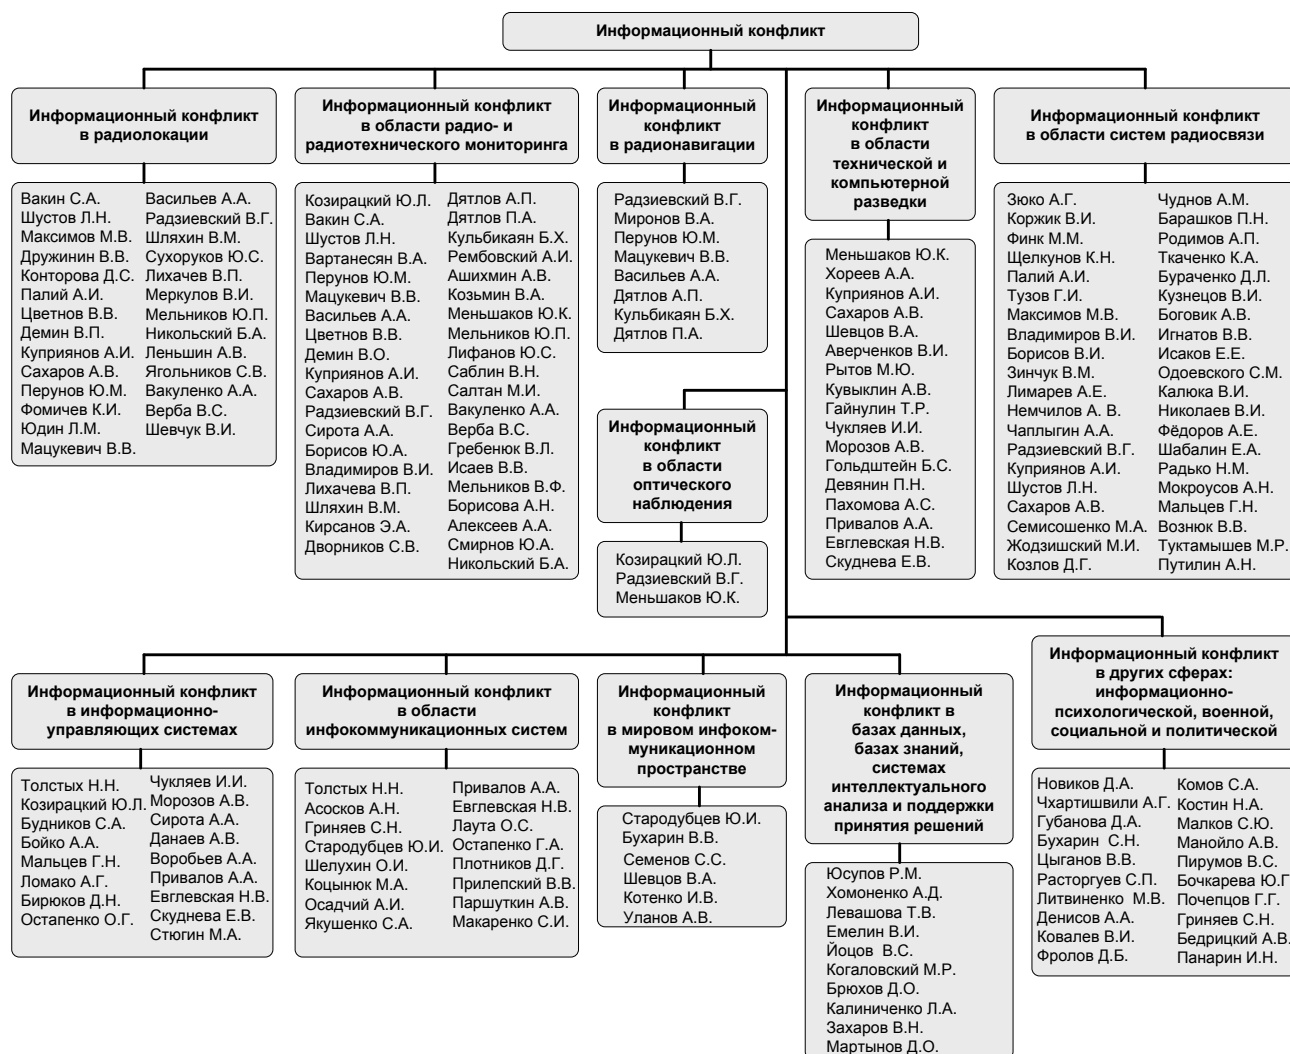 Информационный конфликт
Информационный конфликт
в радиолокации
Вакин С.А.
Шустов Л.Н.
Максимов М.В.
Дружинин В.В.
Конторова Д.С.
Палий А.И.
Цветнов В.В.
Демин В.П.
Куприянов А.И.
Сахаров А.В.
Перунов Ю.М.
Фомичев К.И.
Юдин Л.М.
Мацукевич В.В.
Васильев А.А.
Радзиевский В.Г.
Шляхин В.М.
Сухоруков Ю.С.
Лихачев В.П.
Меркулов В.И.
Мельников Ю.П.
Никольский Б.А.
Леньшин А.В.
Ягольников С.В.
Вакуленко А.А.
Верба В.С.
Шевчук В.И.
Информационный конфликт
в области радио- и
радиотехнического мониторинга
Козирацкий Ю.Л.
Вакин С.А.
Шустов Л.Н.
Вартанесян В.А.
Перунов Ю.М.
Мацукевич В.В.
Васильев А.А.
Цветнов В.В.
Демин В.О.
Куприянов А.И.
Сахаров А.В.
Радзиевский В.Г.
Сирота А.А.
Борисов Ю.А.
Владимиров В.И.
Лихачева В.П.
Шляхин В.М.
Кирсанов Э.А.
Дворников С.В.
Дятлов А.П.
Дятлов П.А.
Кульбикаян Б.Х.
Рембовский А.И.
Ашихмин А.В.
Козьмин В.А.
Меньшаков Ю.К.
Мельников Ю.П.
Лифанов Ю.С.
Саблин В.Н.
Салтан М.И.
Вакуленко А.А.
Верба В.С.
Гребенюк В.Л.
Исаев В.В.
Мельников В.Ф.
Борисова А.Н.
Алексеев А.А.
Смирнов Ю.А.
Никольский Б.А.
Информационный
конфликт
в радионавигации
Радзиевский В.Г.
Миронов В.А.
Перунов Ю.М.
Мацукевич В.В.
Васильев А.А.
Дятлов А.П.
Кульбикаян Б.Х.
Дятлов П.А.
Информационный
конфликт
в области
оптического
наблюдения
Козирацкий Ю.Л.
Радзиевский В.Г.
Меньшаков Ю.К.
Информационный
конфликт
в области
технической и
компьютерной
разведки
Меньшаков Ю.К.
Хореев А.А.
Куприянов А.И.
Сахаров А.В.
Шевцов В.А.
Аверченков В.И.
Рытов М.Ю.
Кувыклин А.В.
Гайнулин Т.Р.
Чукляев И.И.
Морозов А.В.
Гольдштейн Б.С.
Девянин П.Н.
Пахомова А.С.
Привалов А.А.
Евглевская Н.В.
Скуднева Е.В.
Информационный конфликт
в области систем радиосвязи
Зюко А.Г.
Коржик В.И.
Финк М.М.
Щелкунов К.Н.
Палий А.И.
Тузов Г.И.
Максимов М.В.
Владимиров В.И.
Борисов В.И.
Зинчук В.М.
Лимарев А.Е.
Немчилов А. В.
Чаплыгин А.А.
Радзиевский В.Г.
Куприянов А.И.
Шустов Л.Н.
Сахаров А.В.
Семисошенко М.А.
Жодзишский М.И.
Козлов Д.Г.
Чуднов А.М.
Барашков П.Н.
Родимов А.П.
Ткаченко К.А.
Бураченко Д.Л.
Кузнецов В.И.
Боговик А.В.
Игнатов В.В.
Исаков Е.Е.
Одоевского С.М.
Калюка В.И.
Николаев В.И.
Фёдоров А.Е.
Шабалин Е.А.
Радько Н.М.
Мокроусов А.Н.
Мальцев Г.Н.
Вознюк В.В.
Туктамышев М.Р.
Путилин А.Н.
Информационный конфликт
в информационно-
управляющих системах
Толстых Н.Н.
Козирацкий Ю.Л.
Будников С.А.
Бойко А.А.
Мальцев Г.Н.
Ломако А.Г.
Бирюков Д.Н.
Остапенко О.Г.
Чукляев И.И.
Морозов А.В.
Сирота А.А.
Данаев А.В.
Воробьев А.А.
Привалов А.А.
Евглевская Н.В.
Скуднева Е.В.
Стюгин М.А.
Информационный конфликт
в области
инфокоммуникационных систем
Толстых Н.Н.
Асосков А.Н.
Гриняев С.Н.
Стародубцев Ю.И.
Шелухин О.И.
Коцынюк М.А.
Осадчий А.И.
Якушенко С.А.
Привалов А.А.
Евглевская Н.В.
Лаута О.С.
Остапенко Г.А.
Плотников Д.Г.
Прилепский В.В.
Паршуткин А.В.
Макаренко С.И.
Информационный
конфликт
в мировом инфоком-
муникационном
пространстве
Стародубцев Ю.И.
Бухарин В.В.
Семенов С.С.
Шевцов В.А.
Котенко И.В.
Уланов А.В.
Информационный
конфликт в
базах данных,
базах знаний,
системах
интеллектуального
анализа и поддержки
принятия решений
Юсупов Р.М.
Хомоненко А.Д.
Левашова Т.В.
Емелин В.И.
Йоцов В.С.
Когаловский М.Р.
Брюхов Д.О.
Калиниченко Л.А.
Захаров В.Н.
Мартынов Д.О.
Информационный конфликт
в других сферах:
информационно-
психологической, военной,
социальной и политической
Новиков Д.А.
Чхартишвили А.Г.
Губанова Д.А.
Бухарин С.Н.
Цыганов В.В.
Расторгуев С.П.
Литвиненко М.В.
Денисов А.А.
Ковалев В.И.
Фролов Д.Б.
Комов С.А.
Костин Н.А.
Малков С.Ю.
Манойло А.В.
Пирумов В.С.
Бочкарева Ю.Г
Почепцов Г.Г.
Гриняев С.Н.
Бедрицкий А.В.
Панарин И.Н.